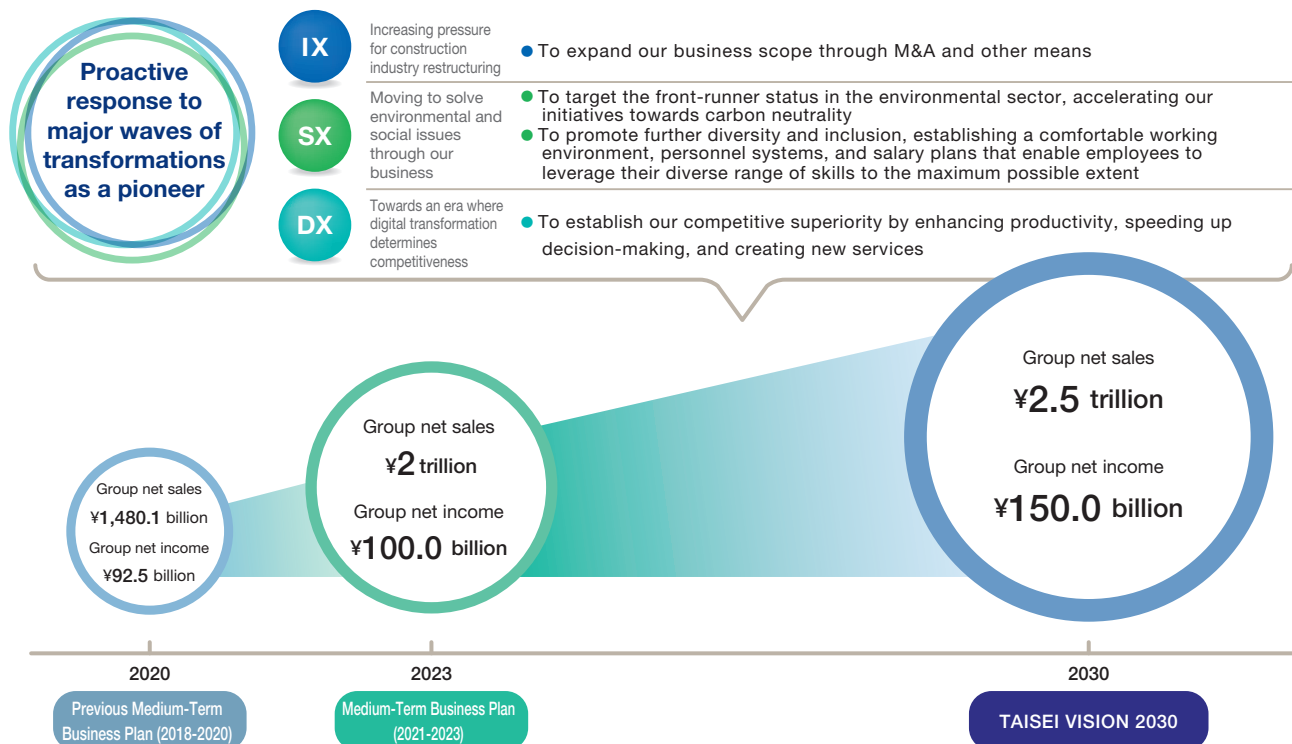 Proactive
response to
major waves of
transformations
as a pioneer
IX
Increasing pressure
for construction
industry restructuring
● To expand our business scope through M&A and other means
SX
Moving to solve
environmental and
social issues
through our
business
● To target the front-runner status in the environmental sector, accelerating our
initiatives towards carbon neutrality
● To promote further diversity and inclusion, establishing a comfortable working
environment, personnel systems, and salary plans that enable employees to
leverage their diverse range of skills to the maximum possible extent
DX
Towards an era where
digital transformation
determines
competitiveness
● To establish our competitive superiority by enhancing productivity, speeding up
decision-making, and creating new services
Group net sales
¥1,480.1 billion
Group net income
¥92.5 billion
Group net sales
¥2 trillion
Group net income
¥100.0 billion
Group net sales
¥2.5 trillion
Group net income
¥150.0 billion
2020
2023
2030
Previous Medium-Term
Business Plan (2018-2020)
Medium-Term Business Plan
(2021-2023)
TAISEI VISION 2030